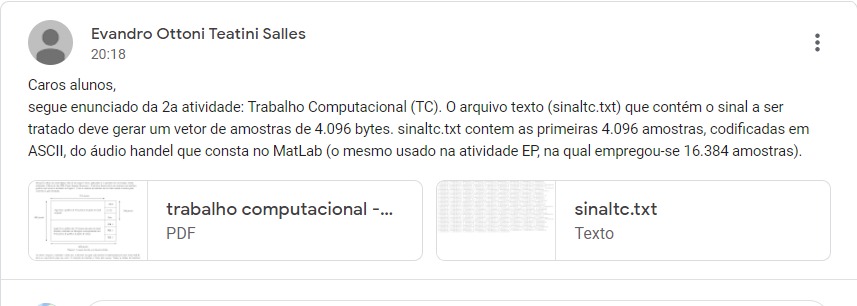 Evandro Ottoni Teatini Salles
20:18
Caros alunos,
segue enunciado da 2a atividade: Trabalho Computacional (TC). O arquivo texto (sinaltc.txt) que contém o sinal a ser
tratado deve gerar um vetor de amostras de 4.096 bytes. sinaltc.txt contem as primeiras 4.096 amostras, codificadas em
ASCII, do áudio handel que consta no MatLab (o mesmo usado na atividade EP, na qual empregou-se 16.384 amostras).
trabalho computacional -...
PDF
sinaltc.txt
Texto